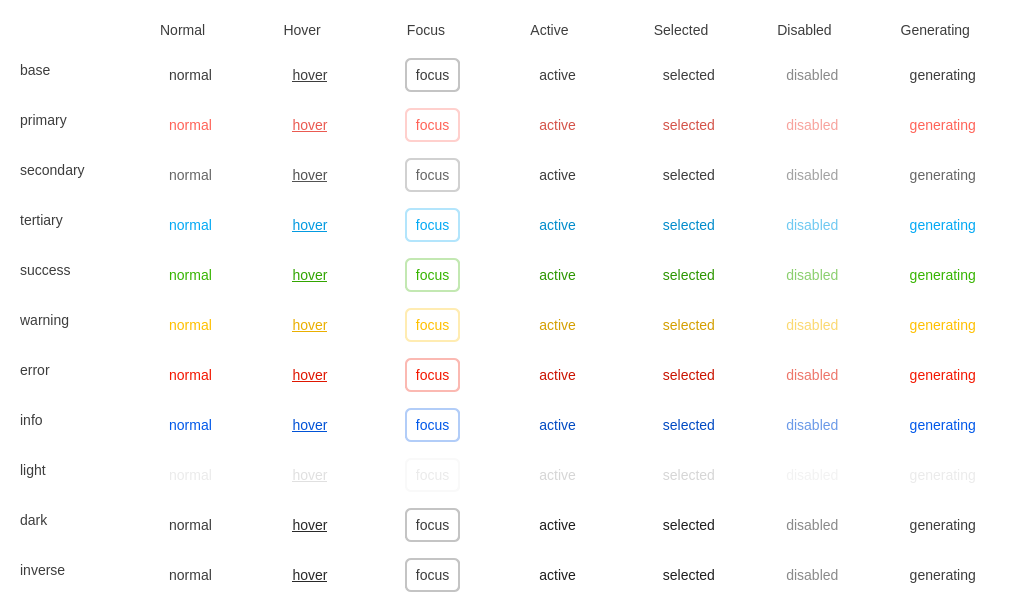 Normal Hover Focus Active Selected Disabled Generating
base normal hover focus active selected disabled generating
primary normal hover focus active selected disabled generating
secondary normal hover focus active selected disabled generating
tertiary normal hover focus active selected disabled generating
success normal hover focus active selected disabled generating
warning normal hover focus active selected disabled generating
error normal hover focus active selected disabled generating
info normal hover focus active selected disabled generating
light normal hover focus active selected disabled generating
dark normal hover focus active selected disabled generating
inverse normal hover focus active selected disabled generating